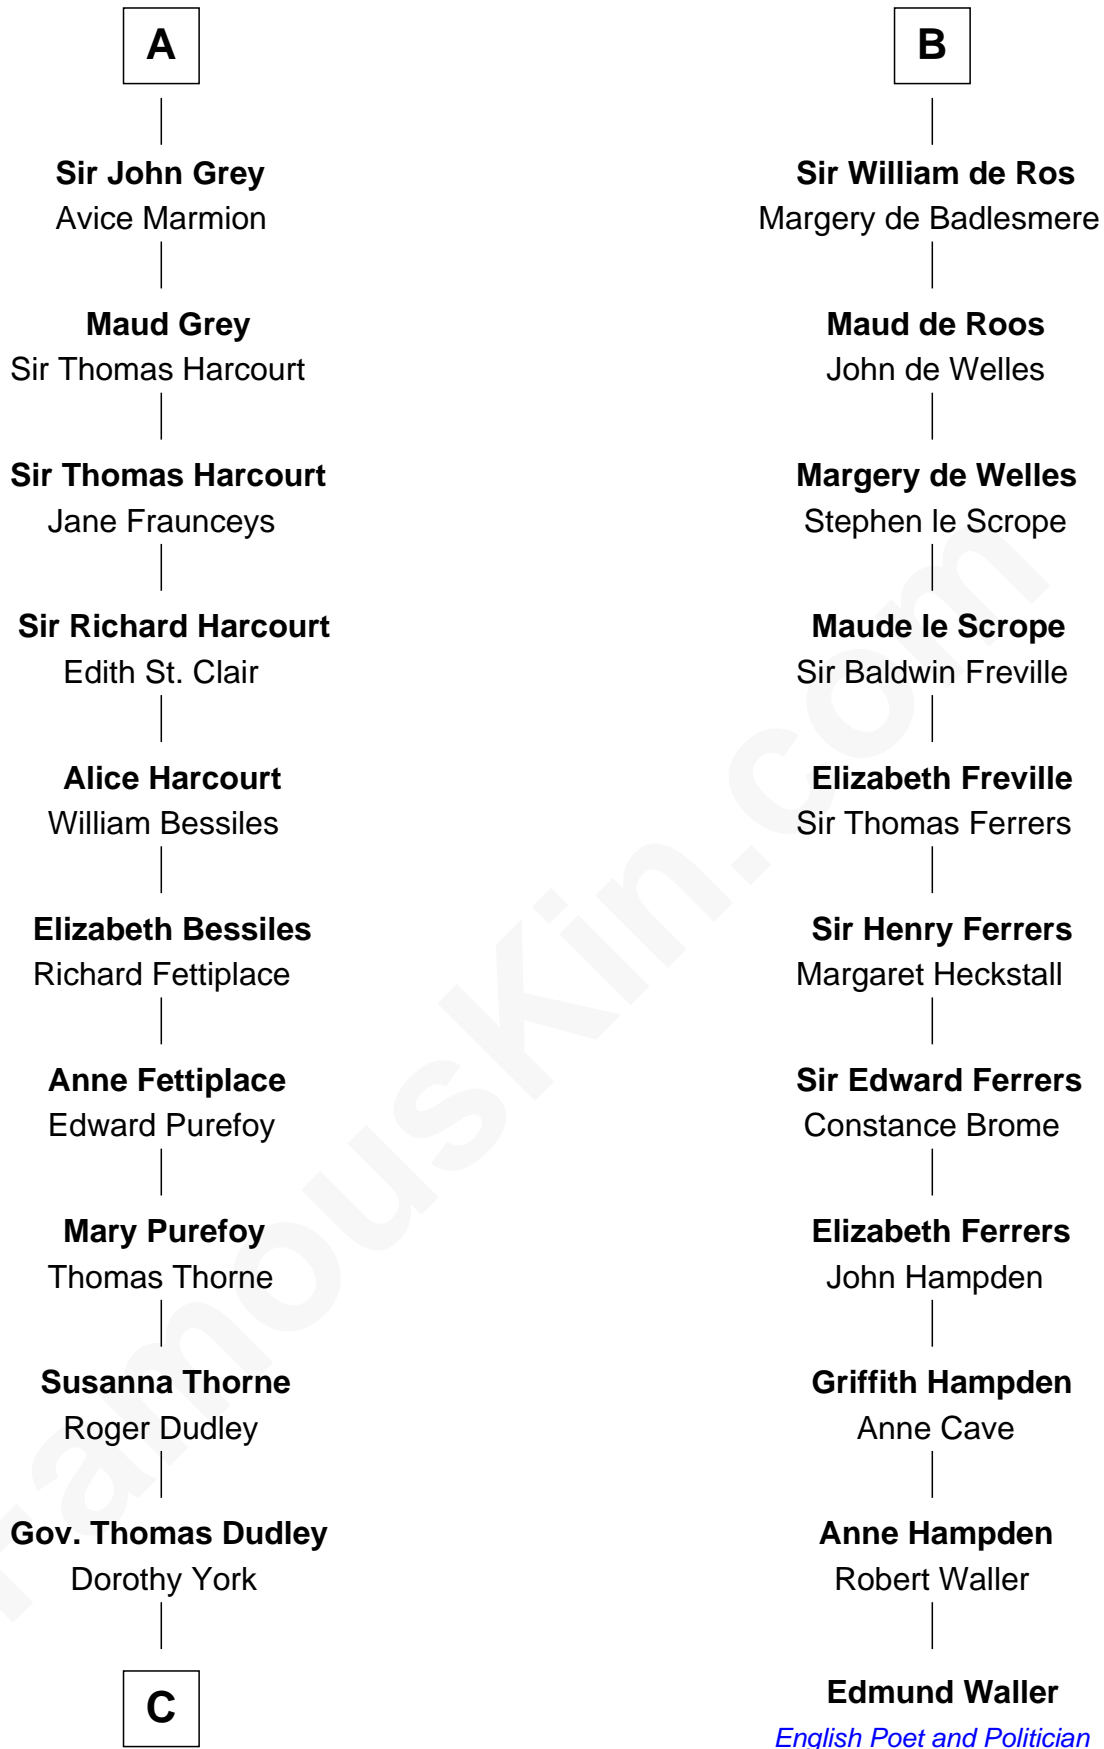 A
Sir John Grey
Avice Marmion
Maud Grey
Sir Thomas Harcourt
Sir Thomas Harcourt
Jane Fraunceys
Sir Richard Harcourt
Edith St. Clair
Alice Harcourt
William Bessiles
Elizabeth Bessiles
Richard Fettiplace
Anne Fettiplace
Edward Purefoy
Mary Purefoy
Thomas Thorne
Susanna Thorne
Roger Dudley
Gov. Thomas Dudley
Dorothy York
C
B
Sir William de Ros
Margery de Badlesmere
Maud de Roos
John de Welles
Margery de Welles
Stephen le Scrope
Maude le Scrope
Sir Baldwin Freville
Elizabeth Freville
Sir Thomas Ferrers
Sir Henry Ferrers
Margaret Heckstall
Sir Edward Ferrers
Constance Brome
Elizabeth Ferrers
John Hampden
Griffith Hampden
Anne Cave
Anne Hampden
Robert Waller
Edmund Waller
English Poet and Politician
FamousKin.com